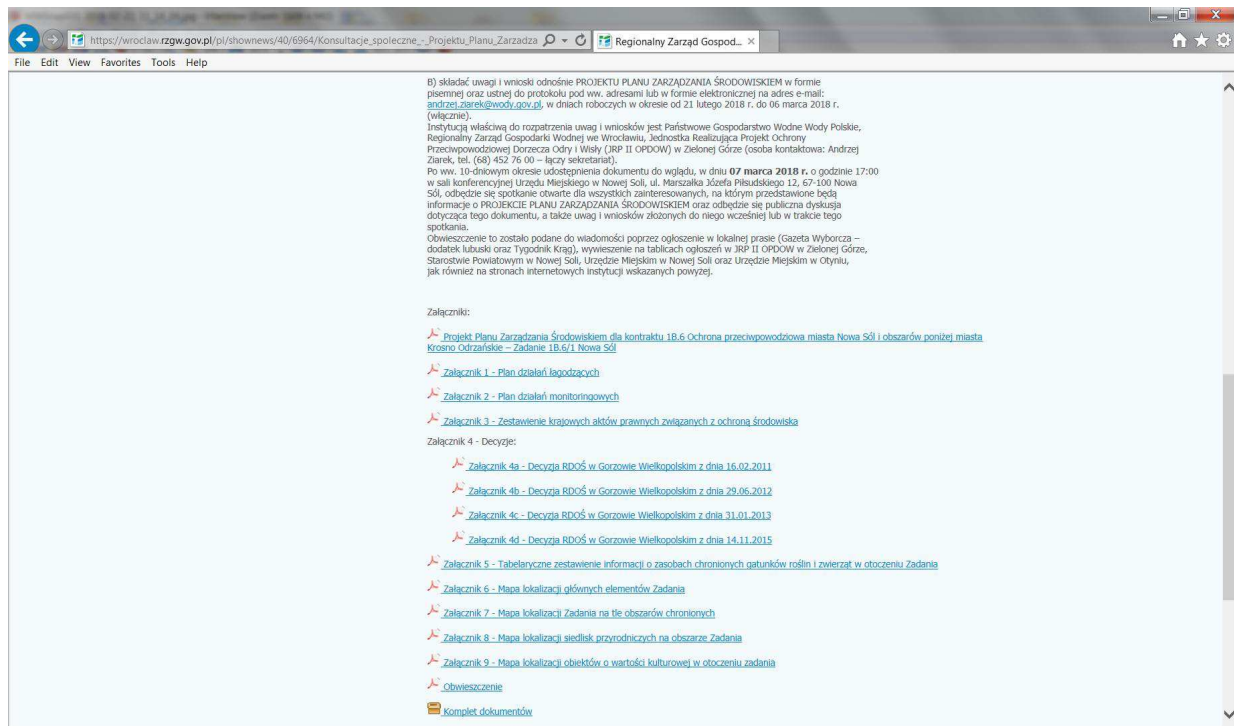 https://wroclaw.rzgw.gov.pl/pl/shownews/40/6964/Konsultacje_spoleczne_-_Projektu_Planu_Zarzadza
Regionalny Zarząd Gospod...
File Edit View Favorites Tools Help
B) składać uwagi i wnioski odnośnie PROJEKTU PLANU ZARZĄDZANIA ŚRODOWISKIEM w formie
pisemnej oraz ustnej do protokołu pod ww. adresami lub w formie elektronicznej na adres e-mail:
andrzej.ziarek@wody.gov.pl, w dniach roboczych w okresie od 21 lutego 2018 r. do 06 marca 2018 r.
(włącznie).
Instytucją właściwą do rozpatrzenia uwag i wniosków jest Państwowe Gospodarstwo Wodne Wody Polskie,
Regionalny Zarząd Gospodarki Wodnej we Wrocławiu, Jednostka Realizująca Projekt Ochrony
Przeciwpowodziowej Dorzecza Odry i Wisły (JRP II OPDOW) w Zielonej Górze (osoba kontaktowa: Andrzej
Ziarek, tel. (68) 452 76 00 – łączy sekretariat).
Po ww. 10-dniowym okresie udostępnienia dokumentu do wglądu, w dniu 07 marca 2018 r. o godzinie 17:00
w sali konferencyjnej Urzędu Miejskiego w Nowej Soli, ul. Marszałka Józefa Piłsudskiego 12, 67-100 Nowa
Sól, odbędzie się spotkanie otwarte dla wszystkich zainteresowanych, na którym przedstawione będą
informacje o PROJEKCIE PLANU ZARZĄDZANIA ŚRODOWISKIEM oraz odbędzie się publiczna dyskusja
dotycząca tego dokumentu, a także uwag i wniosków złożonych do niego wcześniej lub w trakcie tego
spotkania.
Obwieszczenie to zostało podane do wiadomości poprzez ogłoszenie w lokalnej prasie (Gazeta Wyborcza –
dodatek lubuski oraz Tygodnik Krąg), wywieszenie na tablicach ogłoszeń w JRP II OPDOW w Zielonej Górze,
Starostwie Powiatowym w Nowej Soli, Urzędzie Miejskim w Nowej Soli oraz Urzędzie Miejskim w Otyniu,
jak również na stronach internetowych instytucji wskazanych powyżej.
Załączniki:
Projekt Planu Zarządzania Środowiskiem dla kontraktu 1B.6 Ochrona przeciwpowodziowa miasta Nowa Sól i obszarów poniżej miasta
Krosno Odrzańskie – Zadanie 1B.6/1 Nowa Sól
Załącznik 1 - Plan działań łagodzących
Załącznik 2 - Plan działań monitoringowych
Załącznik 3 - Zestawienie krajowych aktów prawnych związanych z ochroną środowiska
Załącznik 4 - Decyzje:
Załącznik 4a - Decyzja RDOŚ w Gorzowie Wielkopolskim z dnia 16.02.2011
Załącznik 4b - Decyzja RDOŚ w Gorzowie Wielkopolskim z dnia 29.06.2012
Załącznik 4c - Decyzja RDOŚ w Gorzowie Wielkopolskim z dnia 31.01.2013
Załącznik 4d - Decyzja RDOŚ w Gorzowie Wielkopolskim z dnia 14.11.2015
Załącznik 5 - Tabelaryczne zestawienie informacji o zasobach chronionych gatunków roślin i zwierząt w otoczeniu Zadania
Załącznik 6 - Mapa lokalizacji głównych elementów Zadania
Załącznik 7 - Mapa lokalizacji Zadania na tle obszarów chronionych
Załącznik 8 - Mapa lokalizacji siedlisk przyrodniczych na obszarze Zadania
Załącznik 9 - Mapa lokalizacji obiektów o wartości kulturowej w otoczeniu zadania
Obwieszczenie
Komplet dokumentów